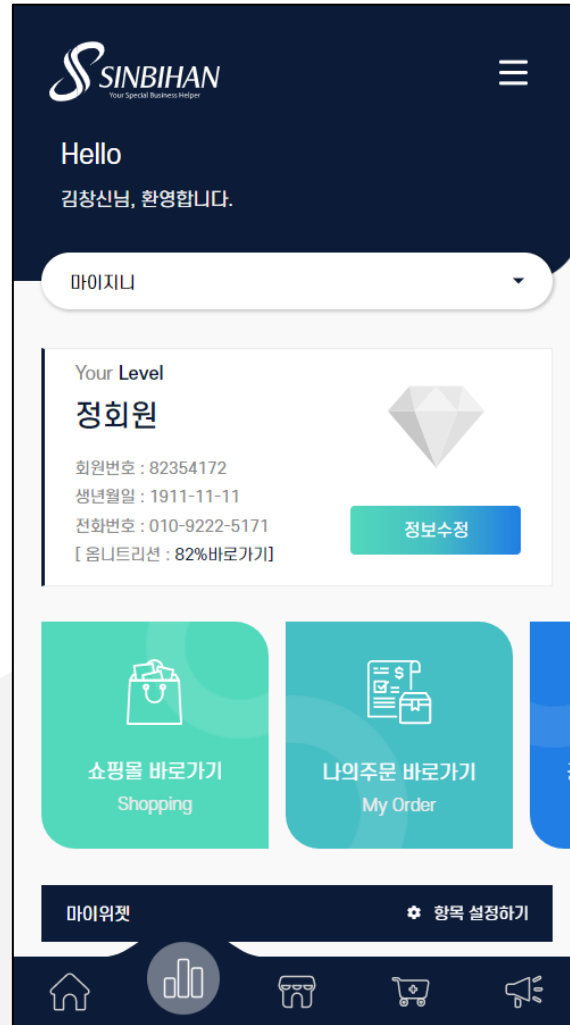 SINBIHAN
Your Special Business Helper
Hello
김창신님, 환영합니다.
마이지니
Your Level
정회원
회원번호 : 82354172
생년월일 : 1911-11-11
전화번호 : 010-9222-5171
[ 옴니트리션 : 82%바로가기]
정보수정
쇼핑몰 바로가기
Shopping
나의주문 바로가기
My Order
마이위젯
항목 설정하기